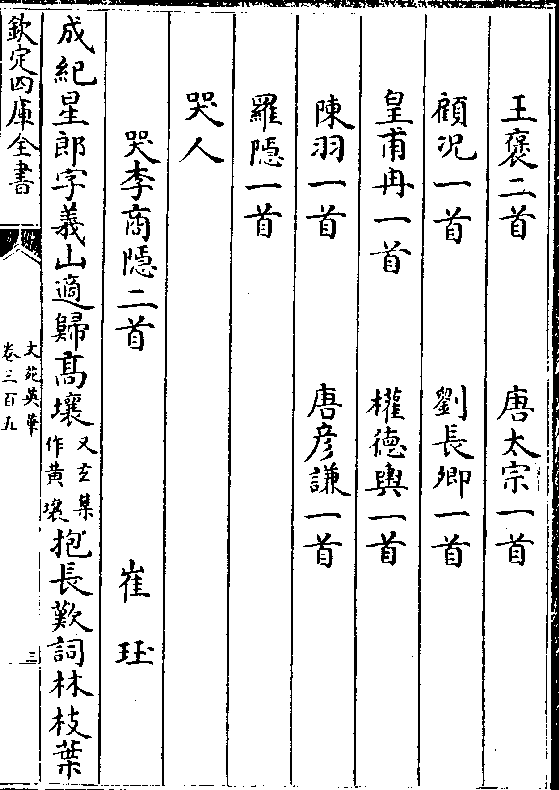 王褒二首　唐太宗一首
顧況一首　劉長卿一首
皇甫冉一首　權德輿一首
陳羽一首　唐彦謙一首
羅隱一首
哭人
哭李商隱二首　崔珏
成紀星郎字義山適歸髙壤又玄集作黄壤抱長歎詞林枝葉
欽定四庫全書
文苑英華
卷三百五
三